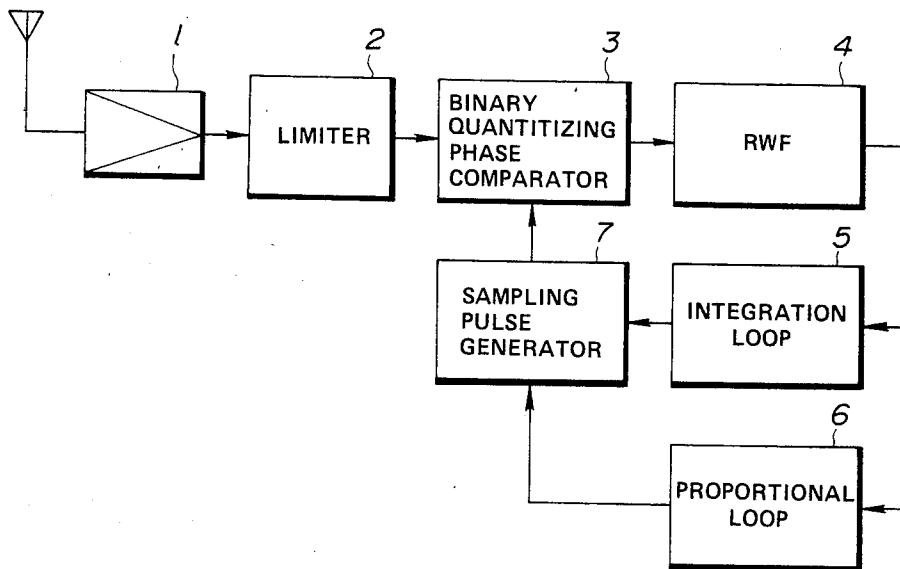 1
2
LIMITER
3
BINARY
QUANTITIZING
PHASE
COMPARATOR
4
RWF
7
SAMPLING
PULSE
GENERATOR
5
INTEGRATION
LOOP
6
PROPORTIONAL
LOOP